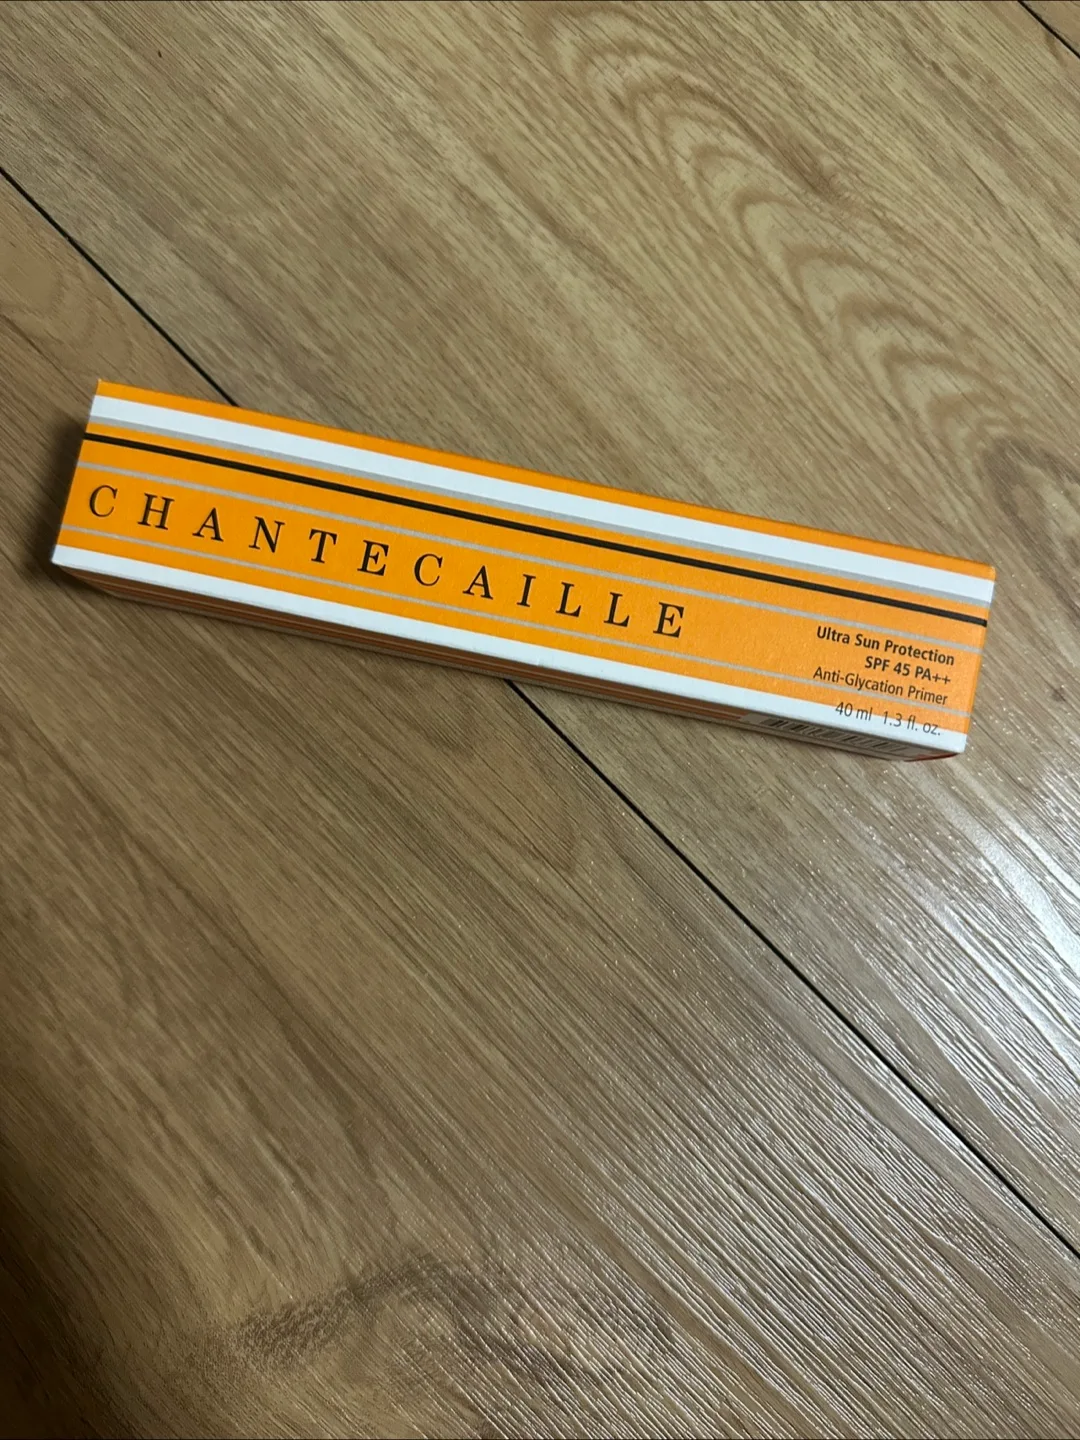 CHANTECAILLE
Ultra Sun Protection
SPF 45 PA++
Anti-Glycation Primer
40 ml 1.3 fl. oz.